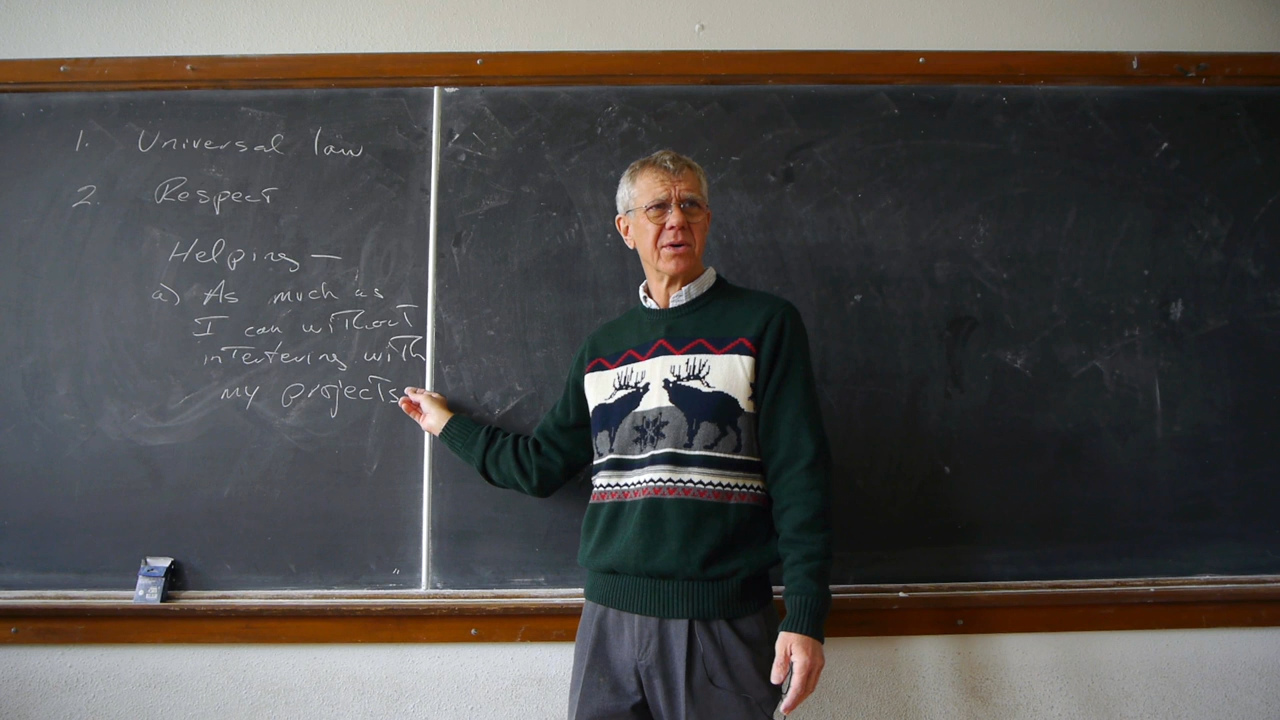 1. Universal law
2. Respect
Helping —
a) As much as
I can without
interfering with
my projects